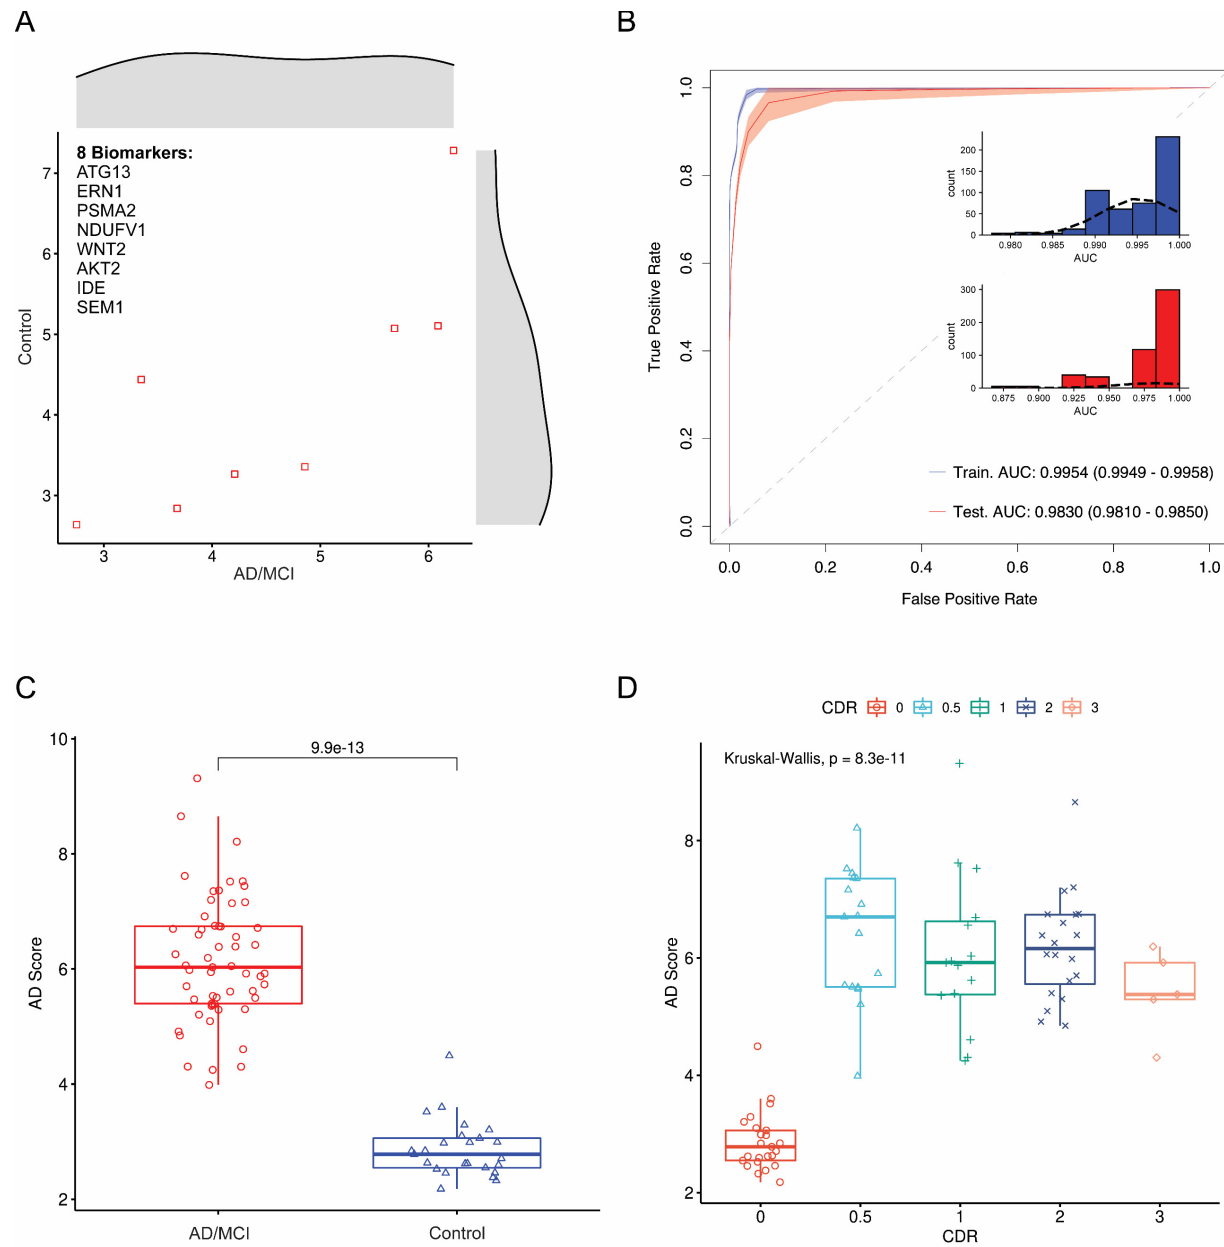 A
8 Biomarkers:
ATG13
ERN1
PSMA2
NDUFV1
WNT2
AKT2
IDE
SEM1
7
6
5
4
3
Control
3
4
5
6
AD/MCI
B
1.0
0.8
0.6
0.4
0.2
0.0
True Positive Rate
0.0
0.2
0.4
0.6
0.8
1.0
False Positive Rate
200
150
100
50
0
count
0.980
0.985
0.990
0.995
1.000
AUC
300
200
100
0
count
0.875
0.900
0.925
0.950
0.975
1.000
AUC
Train. AUC: 0.9954 (0.9949 - 0.9958)
Test. AUC: 0.9830 (0.9810 - 0.9850)
C
10
8
6
4
2
AD Score
9.9e-13
AD/MCI
Control
D
CDR 0 0.5 1 2 3
Kruskal-Wallis, p = 8.3e-11
8
6
4
2
AD Score
0
0.5
1
2
3
CDR